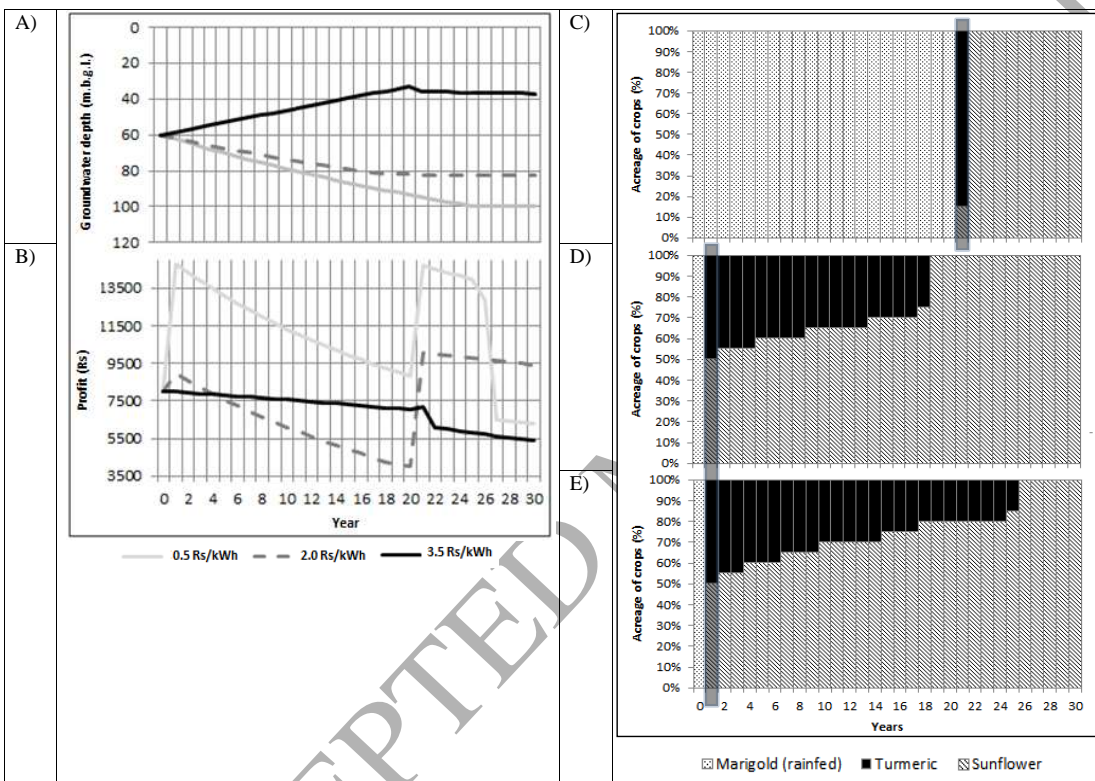 A)
0
20
40
60
80
100
120
Groundwater depth (m.b.g.l.)
B)
13500
11500
9500
7500
5500
3500
Profit (Rs)
0 2 4 6 8 10 12 14 16 18 20 22 24 26 28 30
Year
0.5 Rs/kWh 2.0 Rs/kWh 3.5 Rs/kWh
C)
100%
90%
80%
70%
60%
50%
40%
30%
20%
10%
0%
Acreage of crops (%)
D)
100%
90%
80%
70%
60%
50%
40%
30%
20%
10%
0%
Acreage of crops (%)
E)
100%
90%
80%
70%
60%
50%
40%
30%
20%
10%
0%
Acreage of crops (%)
0 2 4 6 8 10 12 14 16 18 20 22 24 26 28 30
Years
Marigold (rainfed) Turmeric Sunflower
EPTED